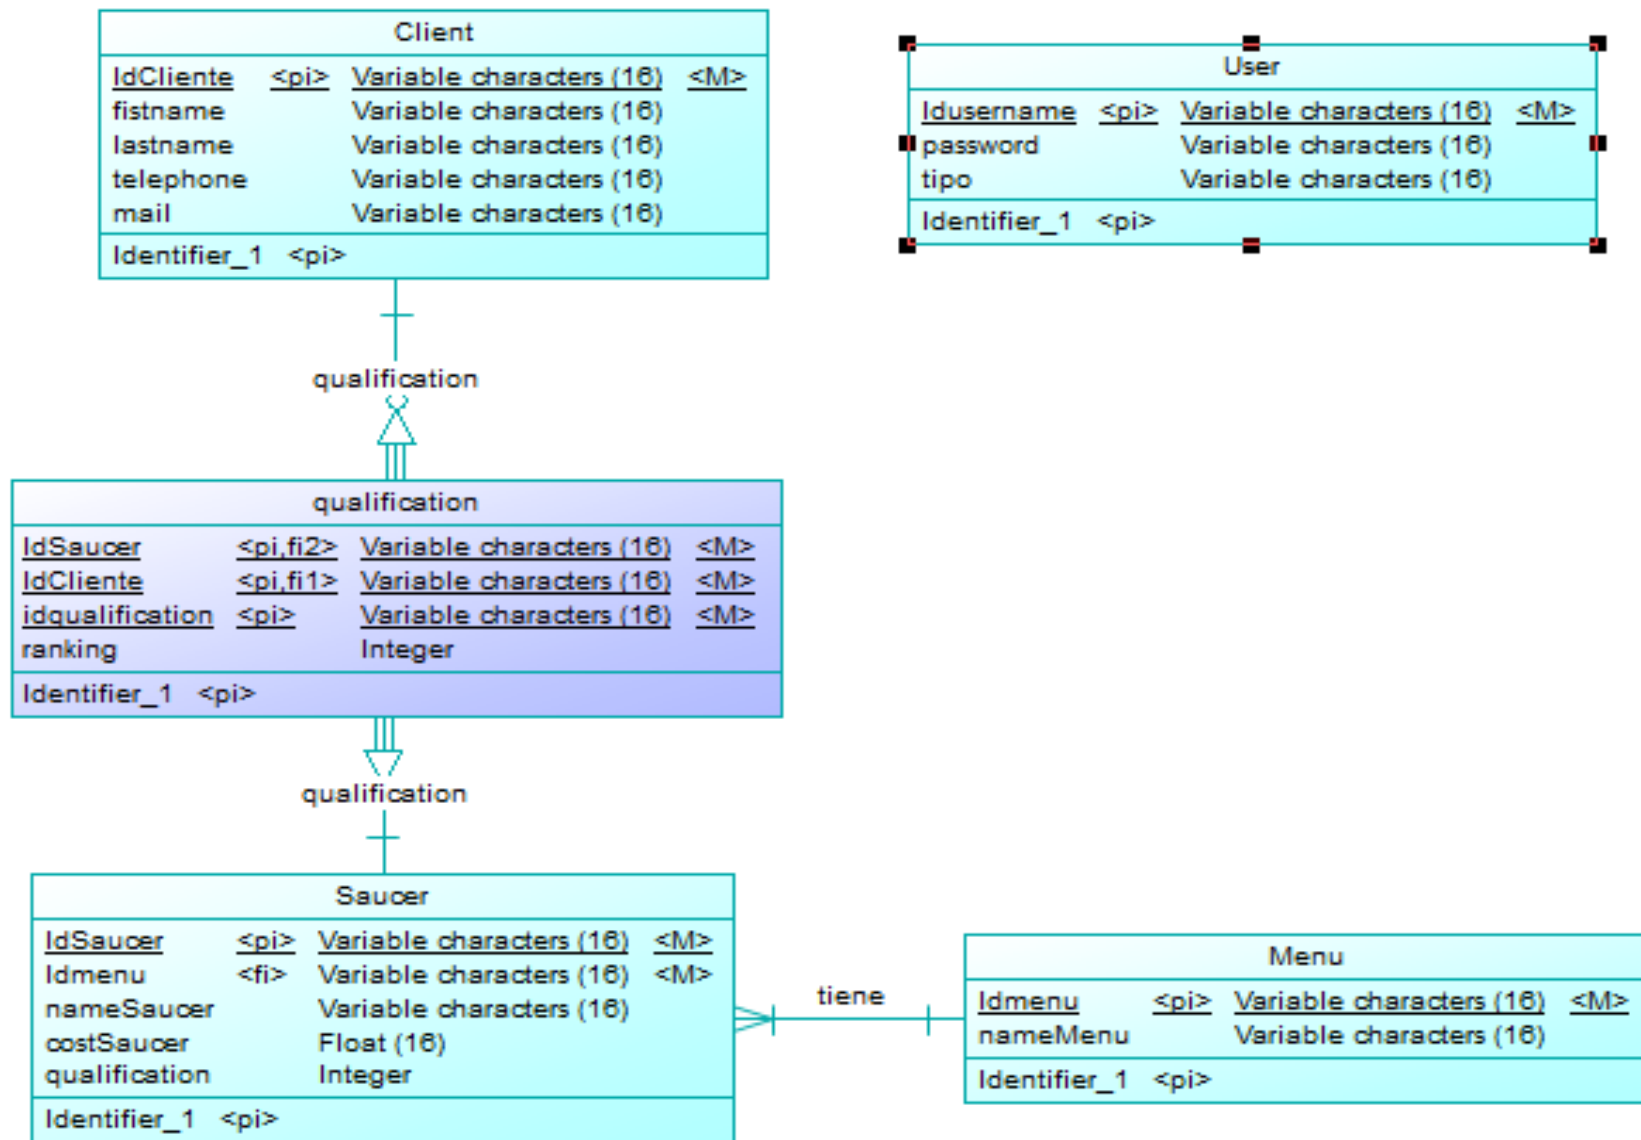 Client
IdCliente <pi> Variable characters (16) <M>
fistname Variable characters (16)
lastname Variable characters (16)
telephone Variable characters (16)
mail Variable characters (16)
Identifier_1 <pi>
User
Idusername <pi> Variable characters (16) <M>
password Variable characters (16)
tipo Variable characters (16)
Identifier_1 <pi>
qualification
qualification
IdSaucer <pi,fi2> Variable characters (16) <M>
IdCliente <pi,fi1> Variable characters (16) <M>
idqualification <pi> Variable characters (16) <M>
ranking Integer
Identifier_1 <pi>
qualification
Saucer
IdSaucer <pi> Variable characters (16) <M>
Idmenu <fi> Variable characters (16) <M>
nameSaucer Variable characters (16)
costSaucer Float (16)
qualification Integer
Identifier_1 <pi>
tiene
Menu
Idmenu <pi> Variable characters (16) <M>
nameMenu Variable characters (16)
Identifier_1 <pi>